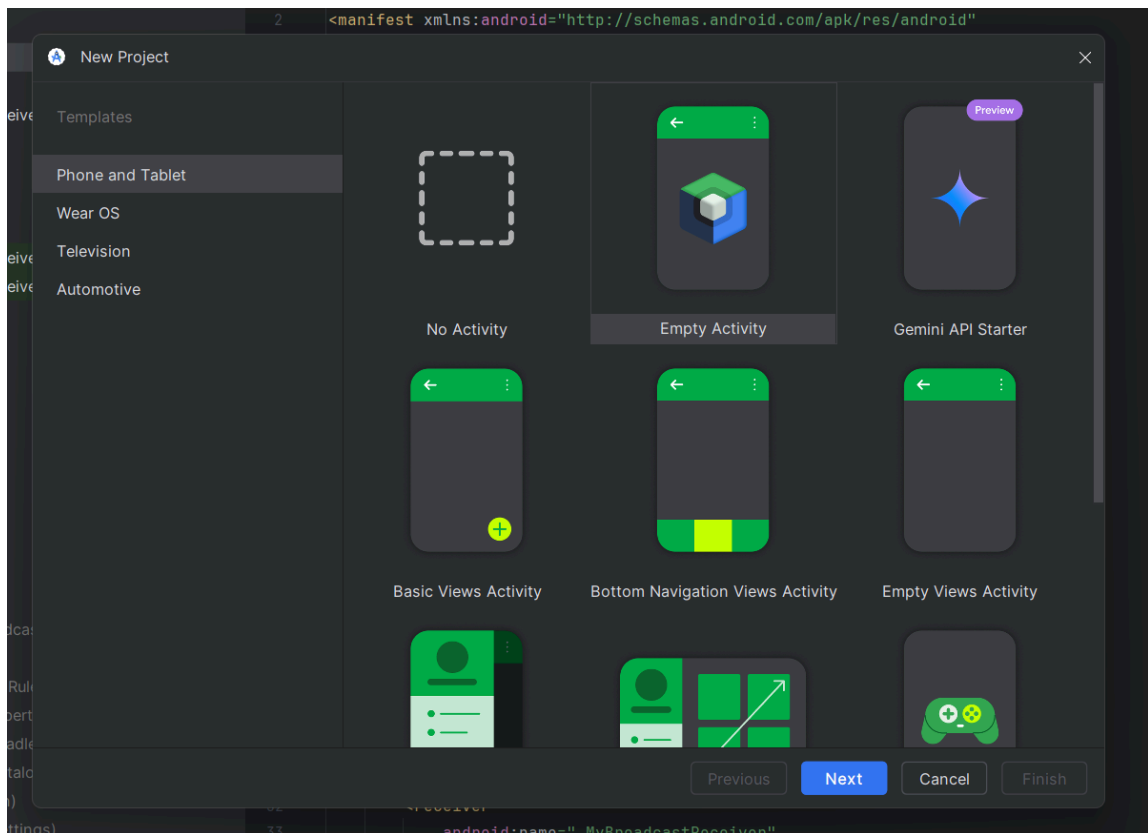 2 <manifest xmlns:android="http://schemas.android.com/apk/res/android"
New Project
Templates
Phone and Tablet
Wear OS
Television
Automotive
Preview
No Activity
Empty Activity
Gemini API Starter
Basic Views Activity
Bottom Navigation Views Activity
Empty Views Activity
Previous
Next
Cancel
Finish
33 android:name=".MyBroadcastReceiver"